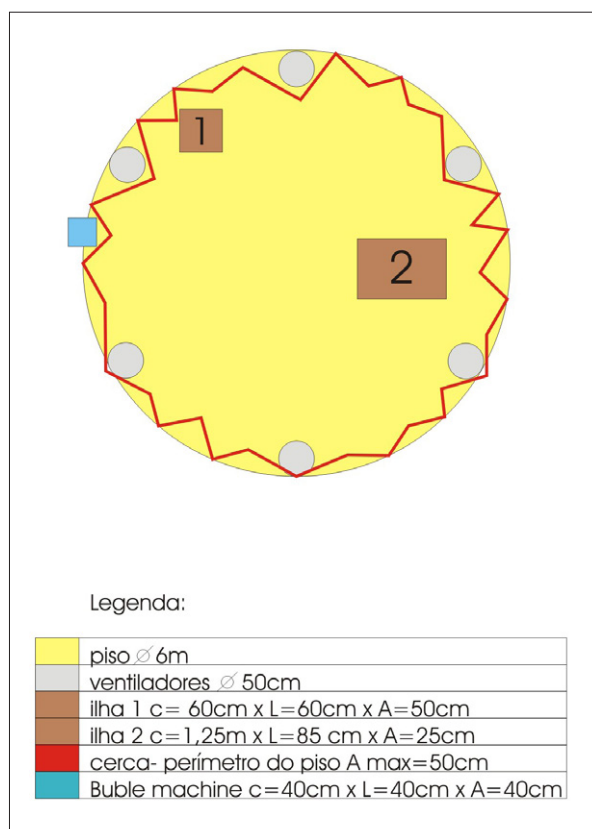 1
2
Legenda:
piso ∅ 6m
ventiladores ∅ 50cm
ilha 1 c= 60cm x L=60cm x A=50cm
ilha 2 c=1,25m x L=85 cm x A=25cm
cerca- perímetro do piso A max=50cm
Buble machine c=40cm x L=40cm x A=40cm